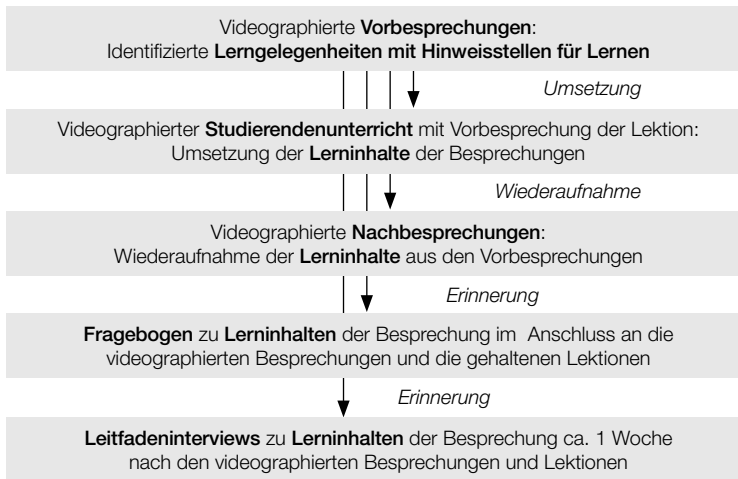 Videographierte Vorbesprechungen:
Identifizierte Lerngelegenheiten mit Hinweisstellen für Lernen
Umsetzung
Videographierter Studierendenunterricht mit Vorbesprechung der Lektion:
Umsetzung der Lerninhalte der Besprechungen
Wiederaufnahme
Videographierte Nachbesprechungen:
Wiederaufnahme der Lerninhalte aus den Vorbesprechungen
Erinnerung
Fragebogen zu Lerninhalten der Besprechung im Anschluss an die
videographierten Besprechungen und die gehaltenen Lektionen
Erinnerung
Leitfadeninterviews zu Lerninhalten der Besprechung ca. 1 Woche
nach den videographierten Besprechungen und Lektionen